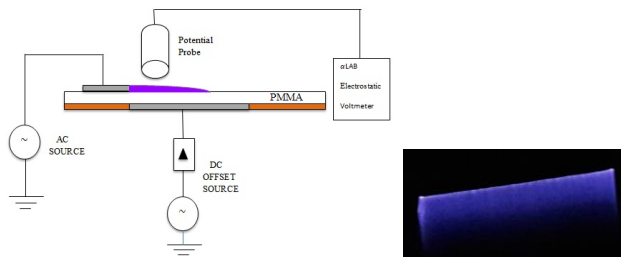 Potential
Probe
αLAB
Electrostatic
Voltmeter
PMMA
~
AC
SOURCE
DC
OFFSET
SOURCE
~